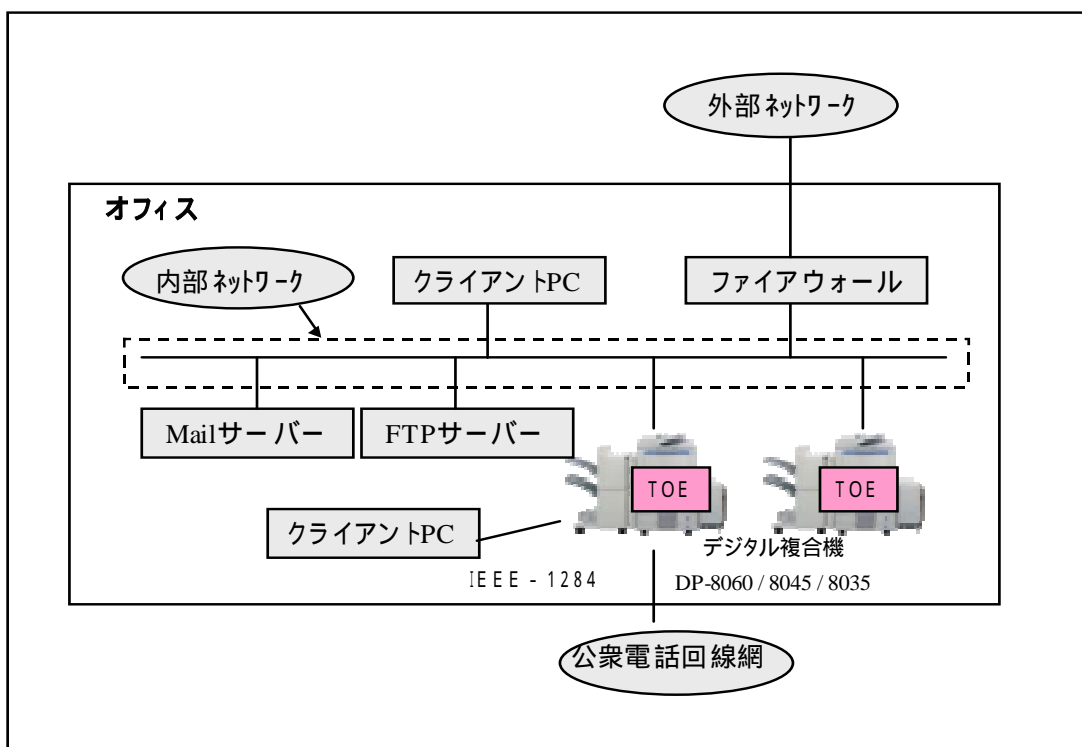 外部ﾈｯﾄﾜｰｸ
オフィス
内部ﾈｯﾄﾜｰｸ
クライアントPC
ファイアウォール
Mailサーバー
FTPサーバー
TOE
TOE
クライアントPC
デジタル複合機
IEEE-1284
DP-8060 / 8045 / 8035
公衆電話回線網